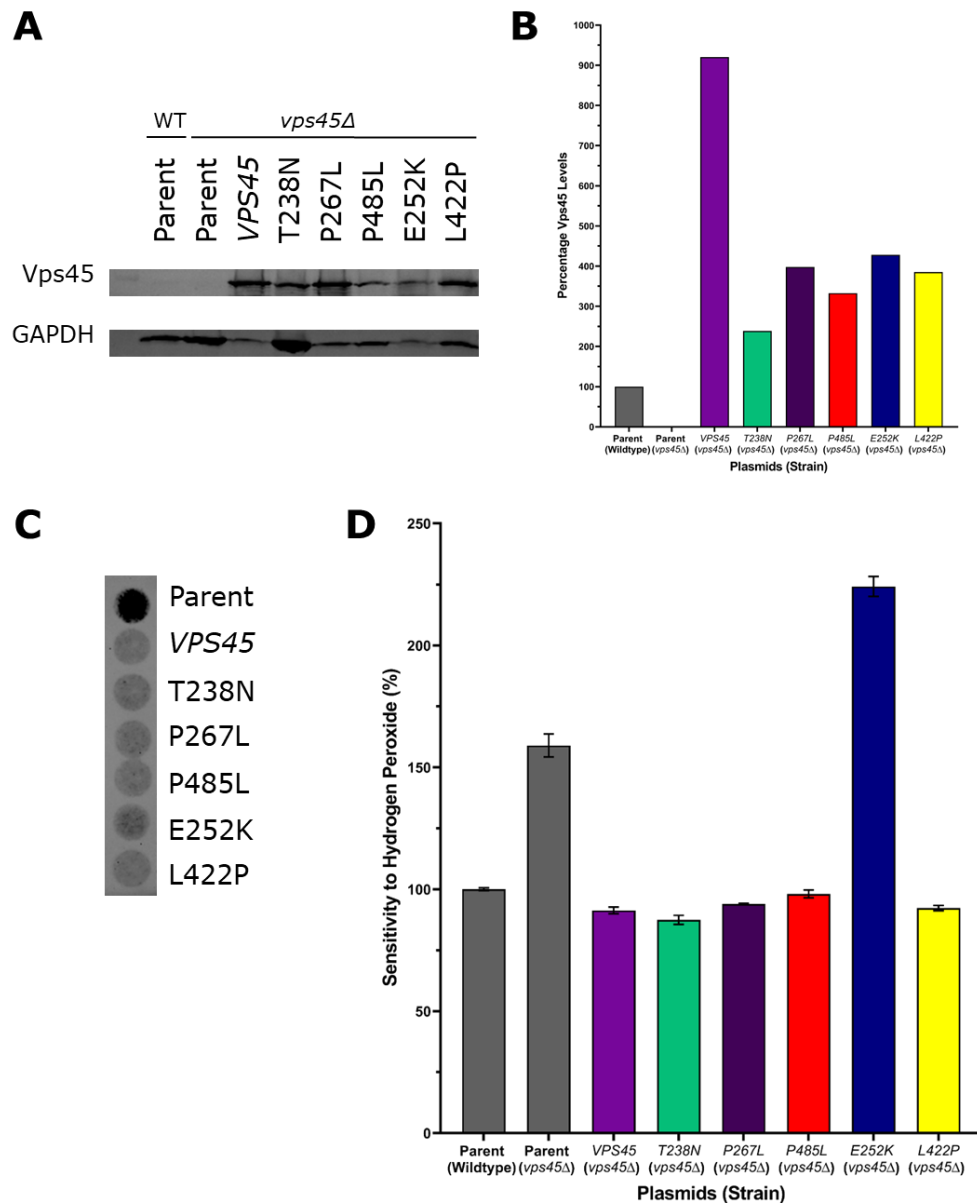 A
WT vps45Δ
Parent Parent VPS45 T238N P267L P485L E252K L422P
Vps45
GAPDH
B
Percentage Vps45 Levels
1000
900
800
700
600
500
400
300
200
100
0
Parent Parent VPS45 T238N P267L P485L E252K L422P
(Wildtype) (vps45Δ) (vps45Δ) (vps45Δ) (vps45Δ) (vps45Δ) (vps45Δ) (vps45Δ)
Plasmids (Strain)
C
Parent
VPS45
T238N
P267L
P485L
E252K
L422P
D
Sensitivity to Hydrogen Peroxide (%)
250
200
150
100
50
0
Parent Parent VPS45 T238N P267L P485L E252K L422P
(Wildtype) (vps45Δ) (vps45Δ) (vps45Δ) (vps45Δ) (vps45Δ) (vps45Δ) (vps45Δ)
Plasmids (Strain)